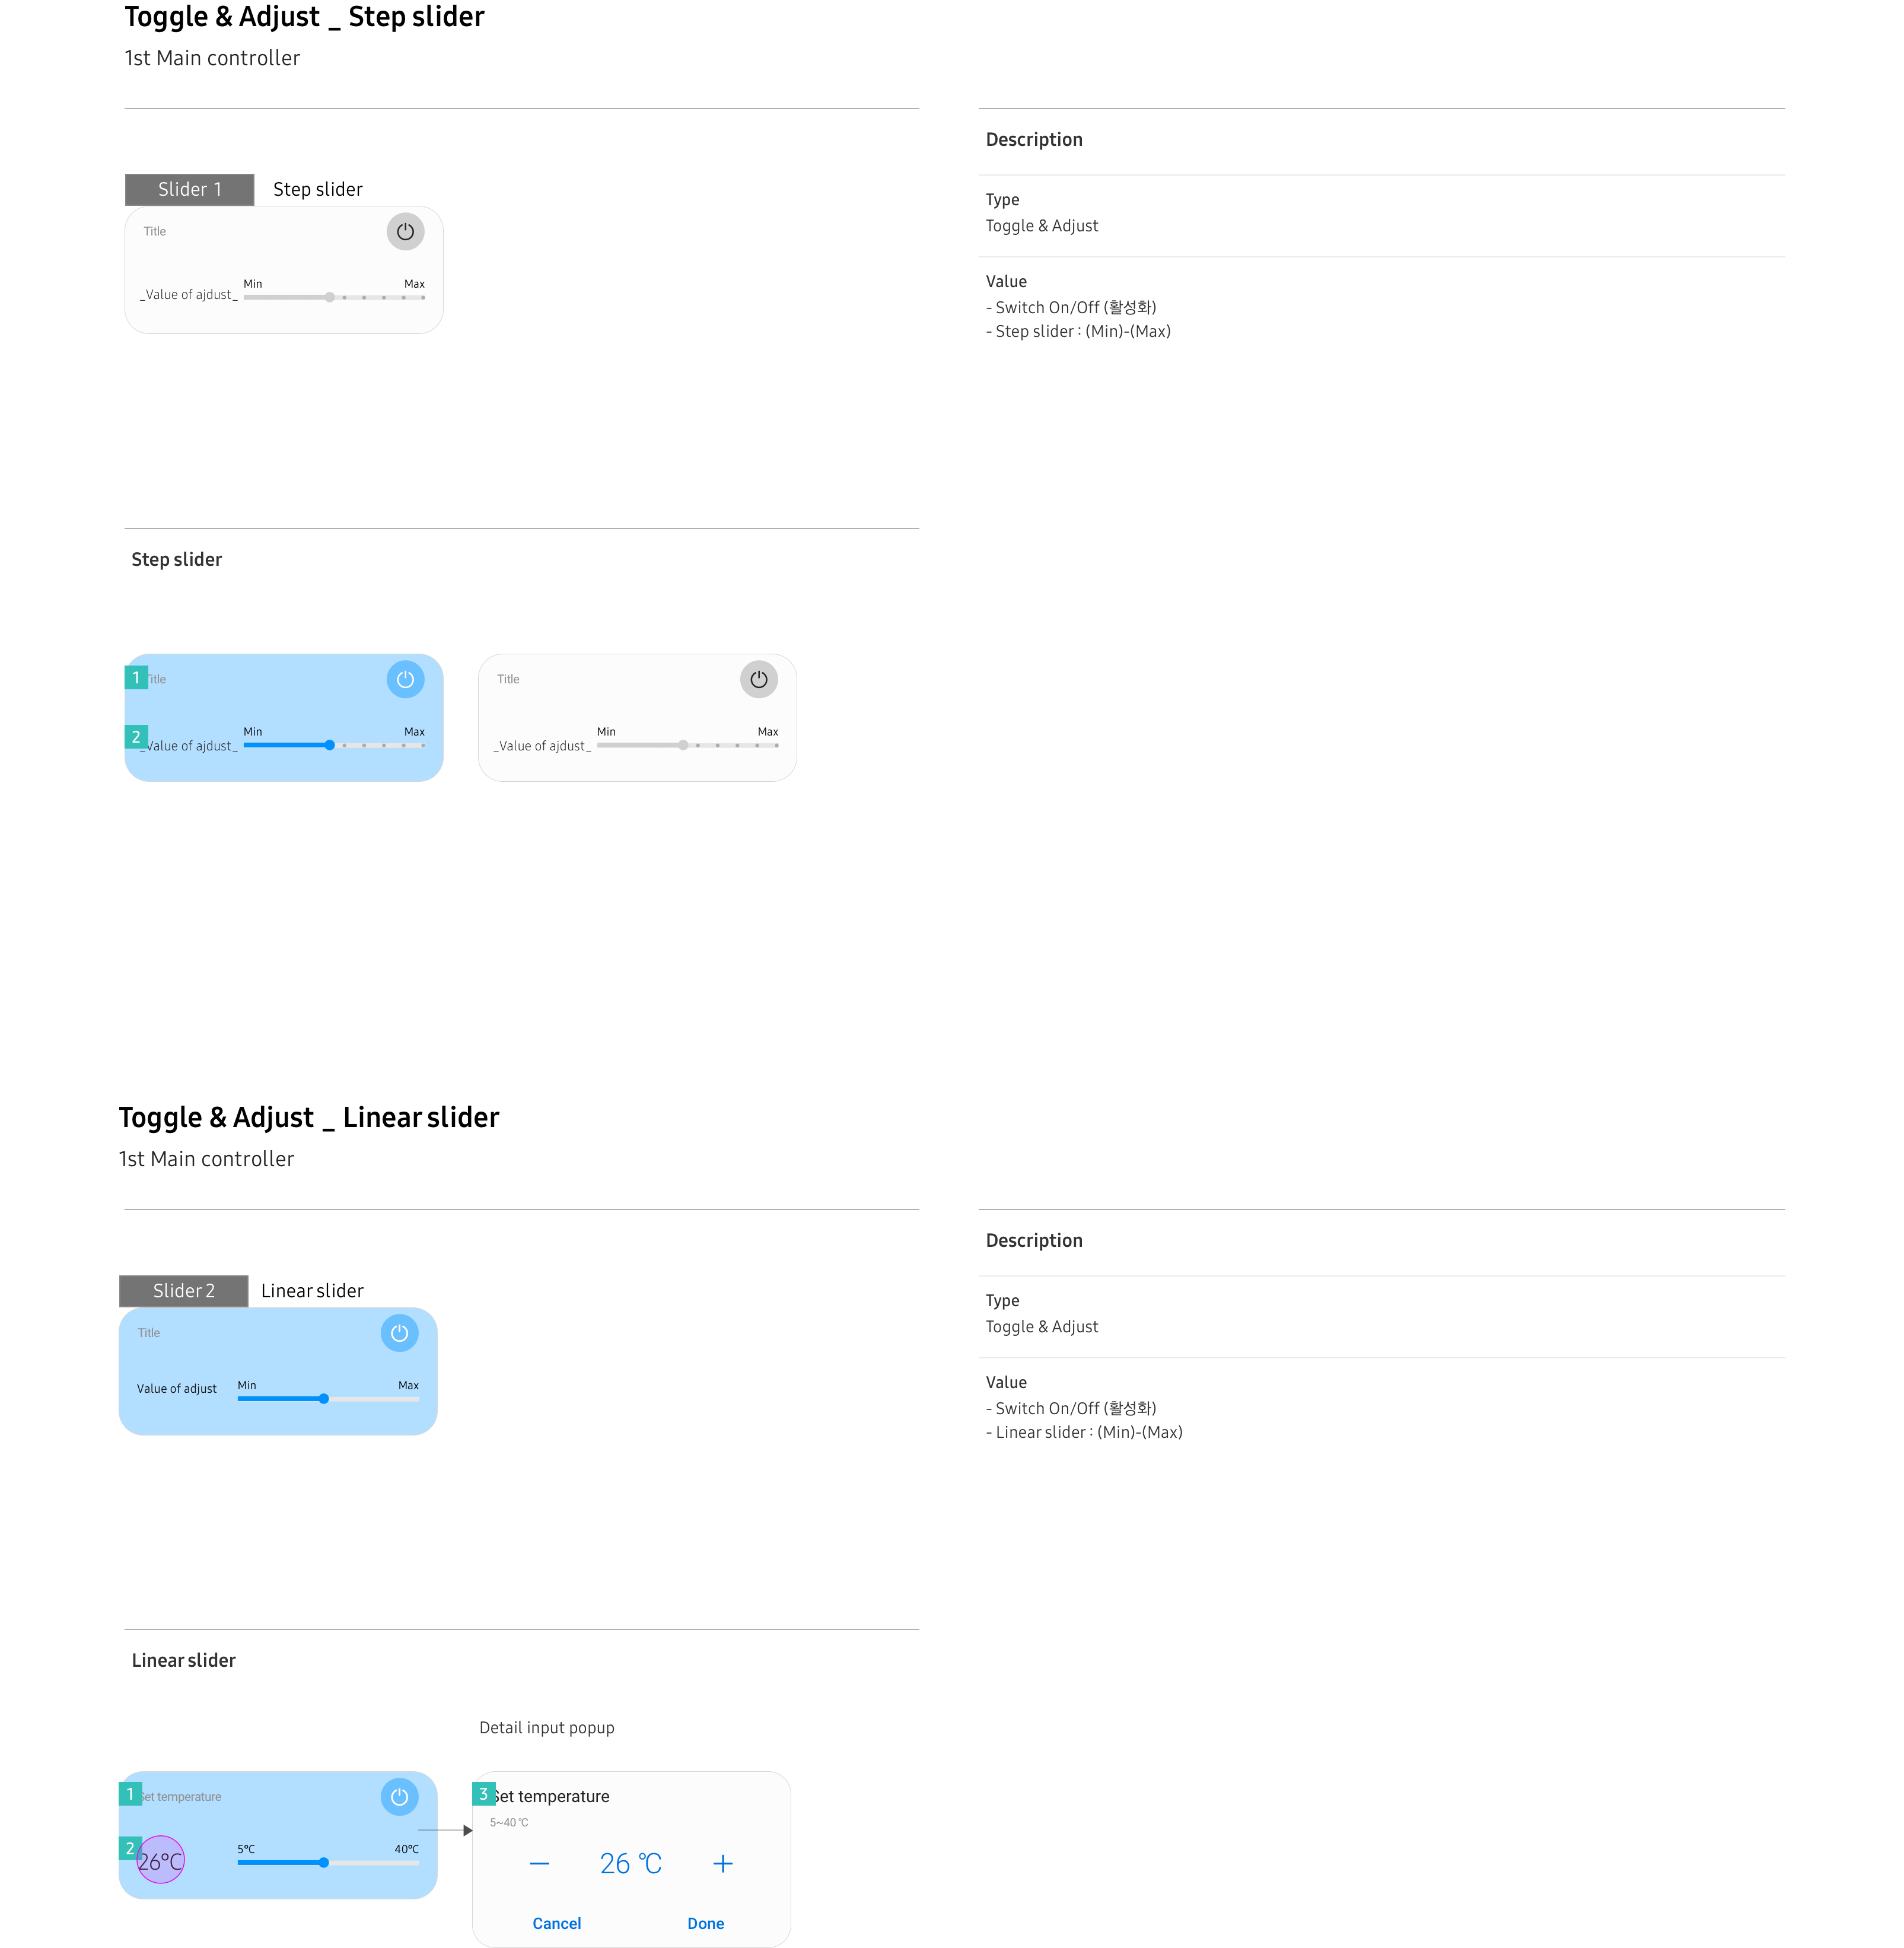 Toggle & Adjust _ Step slider
1st Main controller
Description
Slider 1
Step slider
Type
Toggle & Adjust
Title
Min
Max
_Value of ajdust_
Value
- Switch On/Off (활성화)
- Step slider : (Min)-(Max)
Step slider
1
Title
2
Min
Max
_Value of ajdust_
Title
Min
Max
_Value of ajdust_
Toggle & Adjust _ Linear slider
1st Main controller
Description
Slider 2
Linear slider
Type
Toggle & Adjust
Title
Value of adjust
Min
Max
Value
- Switch On/Off (활성화)
- Linear slider : (Min)-(Max)
Linear slider
Detail input popup
1
Set temperature
2
26℃
5℃
40℃
3
Set temperature
5~40 ℃
26 ℃
Cancel
Done